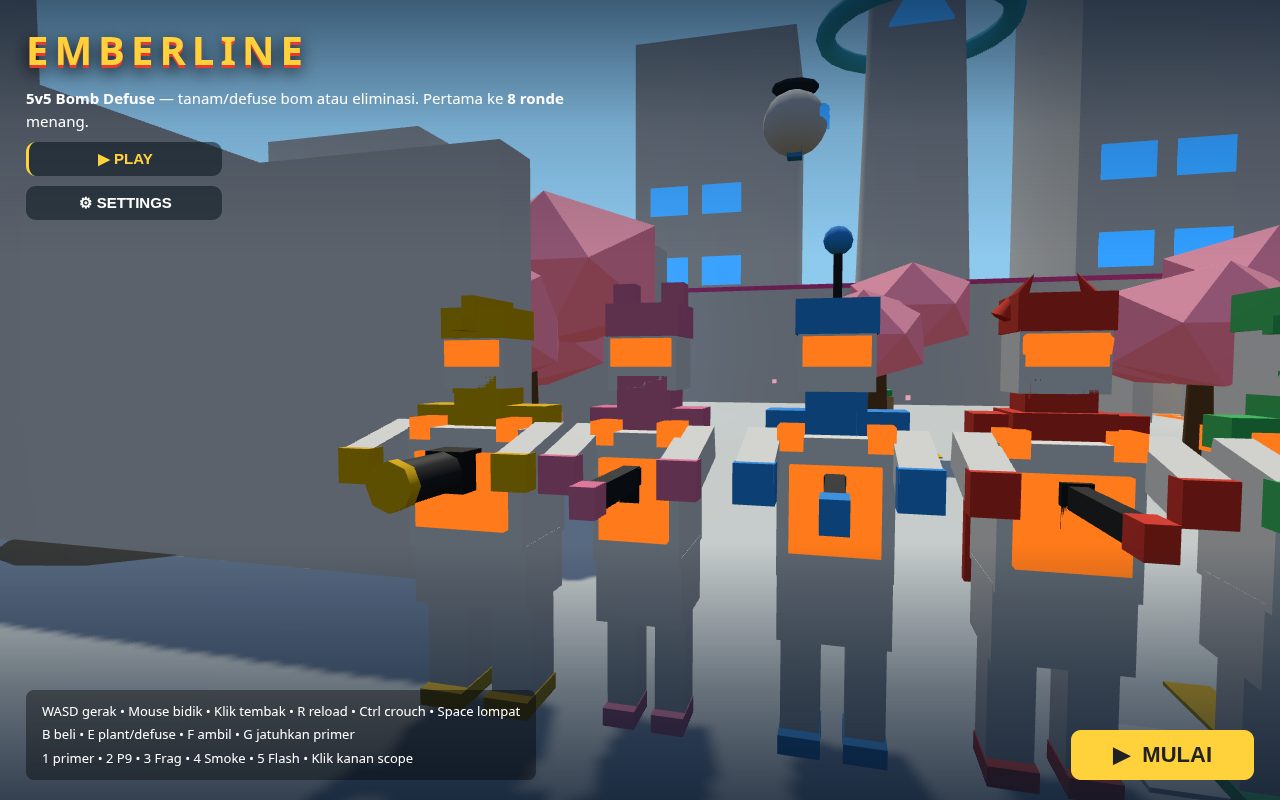 EMBERLINE
5v5 Bomb Defuse — tanam/defuse bom atau eliminasi. Pertama ke 8 ronde
menang.
▶ PLAY
⚙ SETTINGS
WASD gerak • Mouse bidik • Klik tembak • R reload • Ctrl crouch • Space lompat
B beli • E plant/defuse • F ambil • G jatuhkan primer
1 primer • 2 P9 • 3 Frag • 4 Smoke • 5 Flash • Klik kanan scope
▶ MULAI